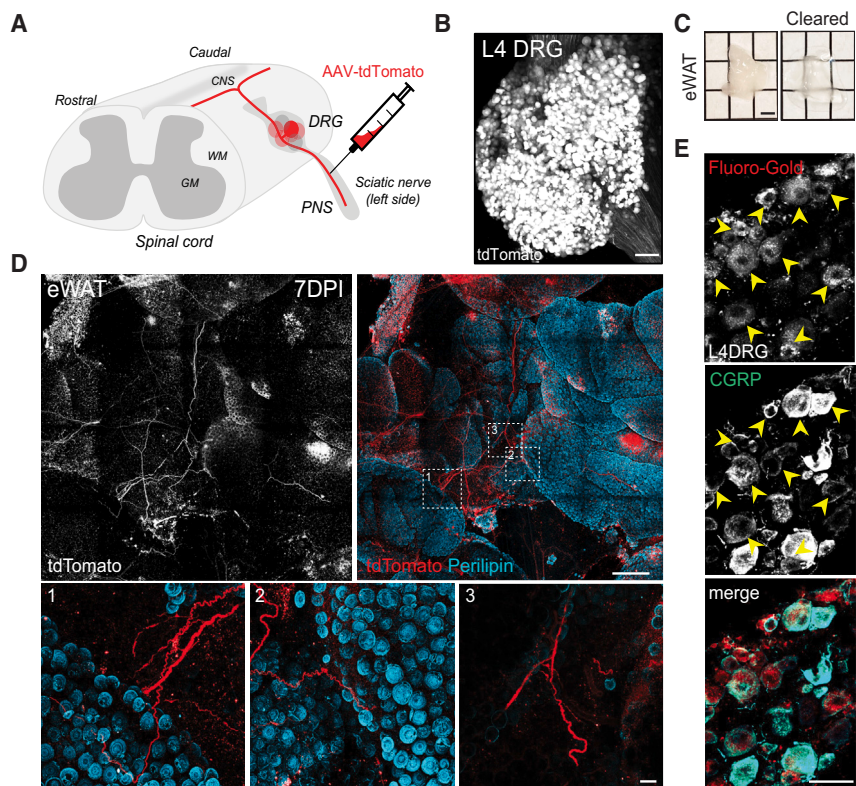 A
Caudal
CNS
Rostral
AAV-tdTomato
DRG
WM
GM
Sciatic nerve
(left side)
PNS
Spinal cord
B
L4 DRG
tdTomato
C
Cleared
eWAT
D
eWAT 7DPI
tdTomato
1
2
3
tdTomato Perilipin
1
2
3
E
Fluoro-Gold
L4DRG
CGRP
merge